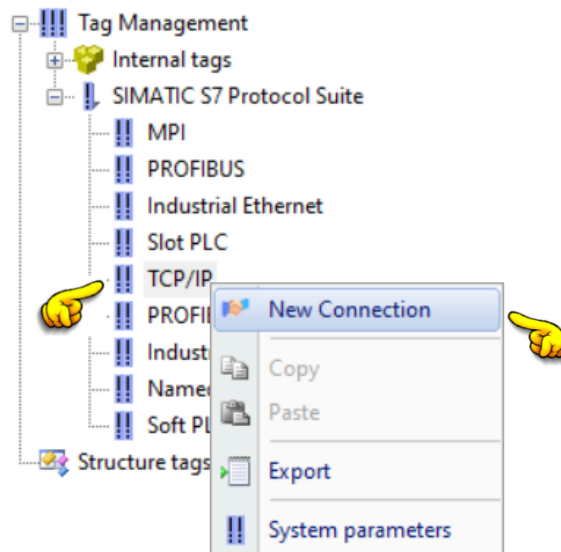 Tag Management
Internal tags
SIMATIC S7 Protocol Suite
MPI
PROFIBUS
Industrial Ethernet
Slot PLC
TCP/IP
New Connection
Copy
Paste
Structure tags
Export
System parameters